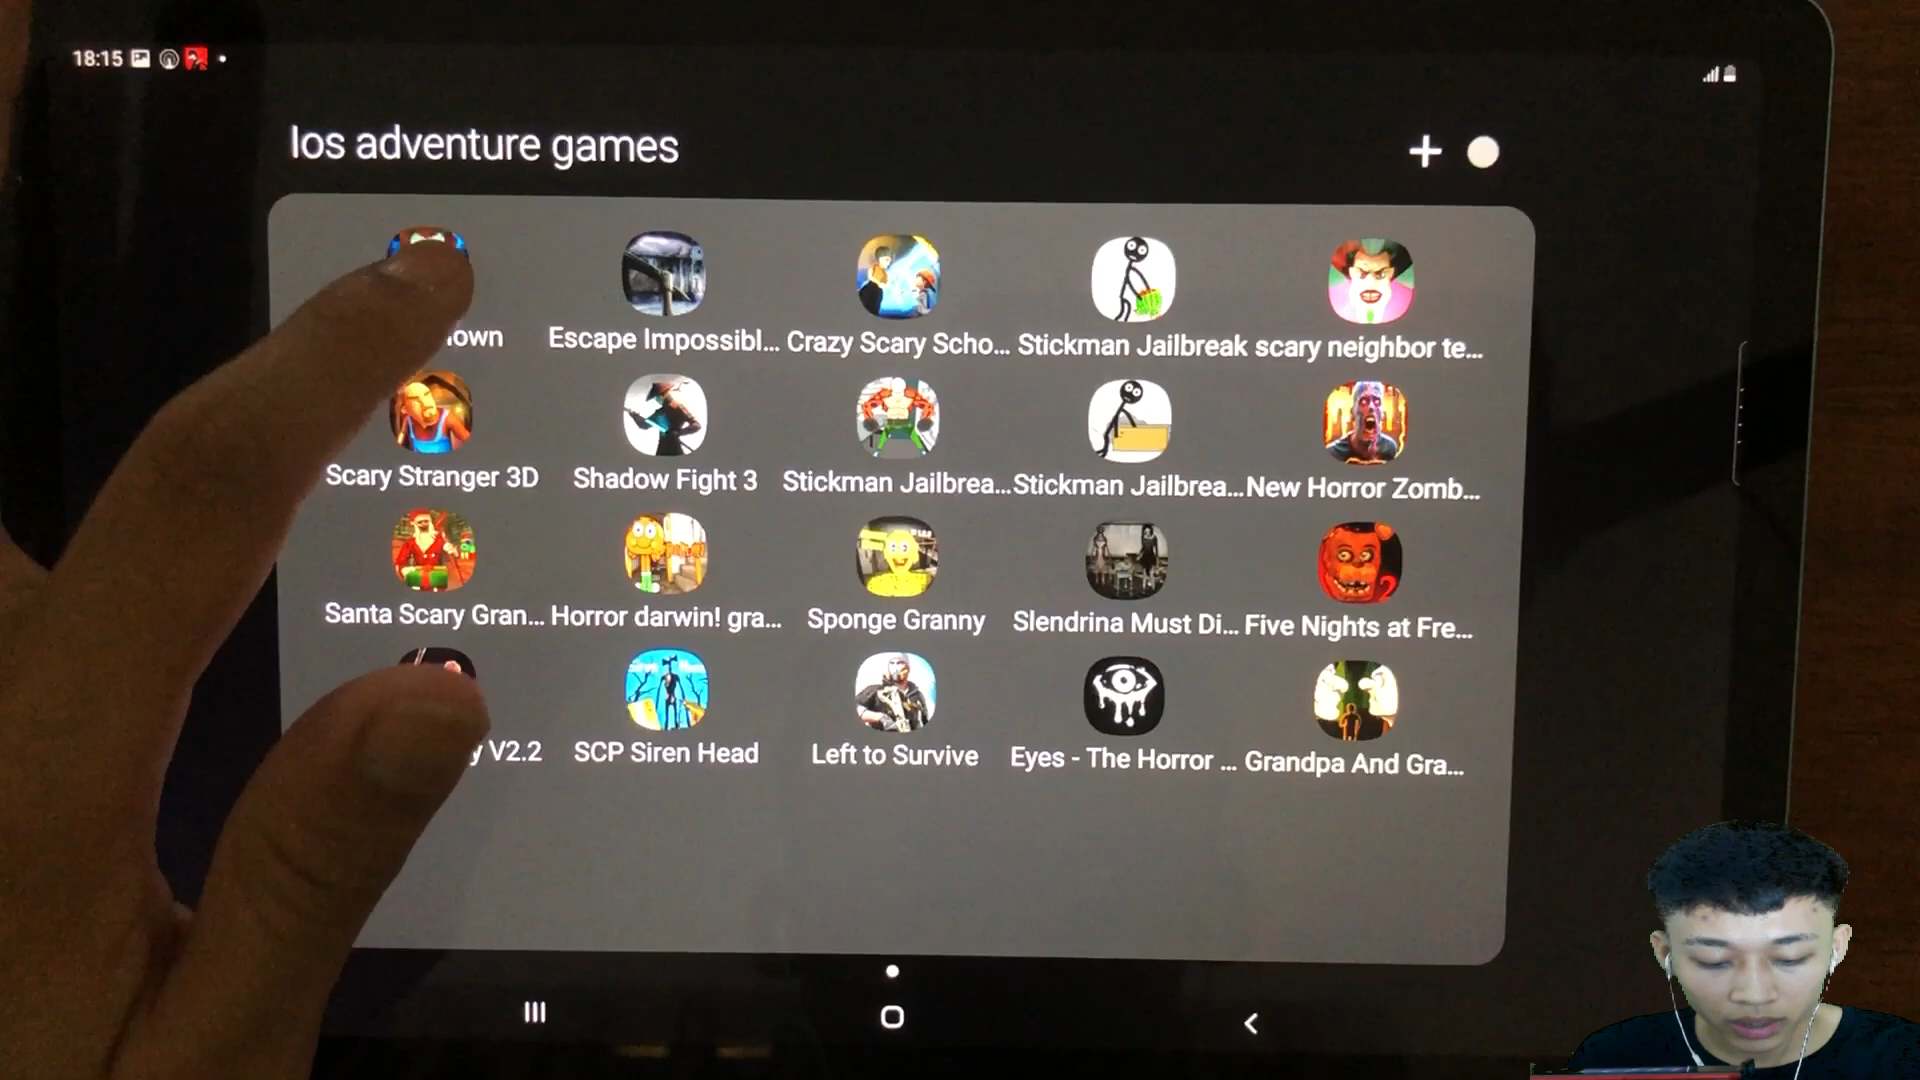 18:15
Ios adventure games
Escape Impossibl... Crazy Scary Scho... Stickman Jailbreak scary neighbor te...
Scary Stranger 3D Shadow Fight 3 Stickman Jailbrea... Stickman Jailbrea... New Horror Zomb...
Santa Scary Gran... Horror darwin! gra... Sponge Granny Slendrina Must Di... Five Nights at Fre...
2
V2.2 SCP Siren Head Left to Survive Eyes - The Horror ... Grandpa And Gra...